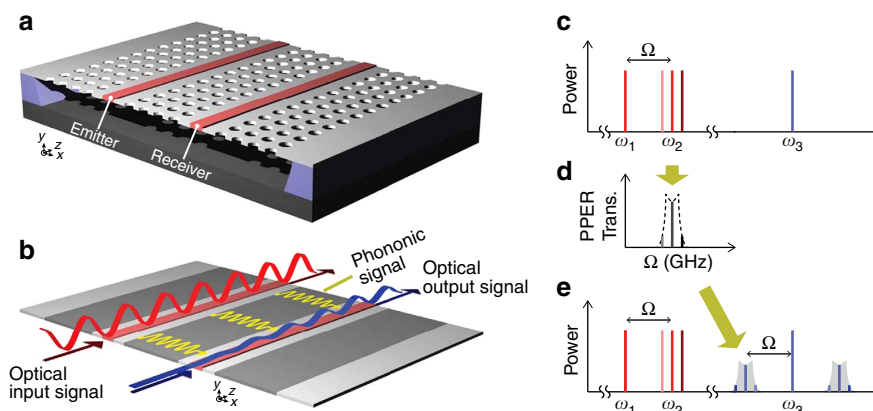 a
Emitter
Receiver
y
z
x
b
Phononic
signal
Optical
output signal
Optical
input signal
y
z
x
c
Power
Ω
ω1
ω2
ω3
d
PPER
Trans.
Ω (GHz)
e
Power
Ω
Ω
ω1
ω2
ω3